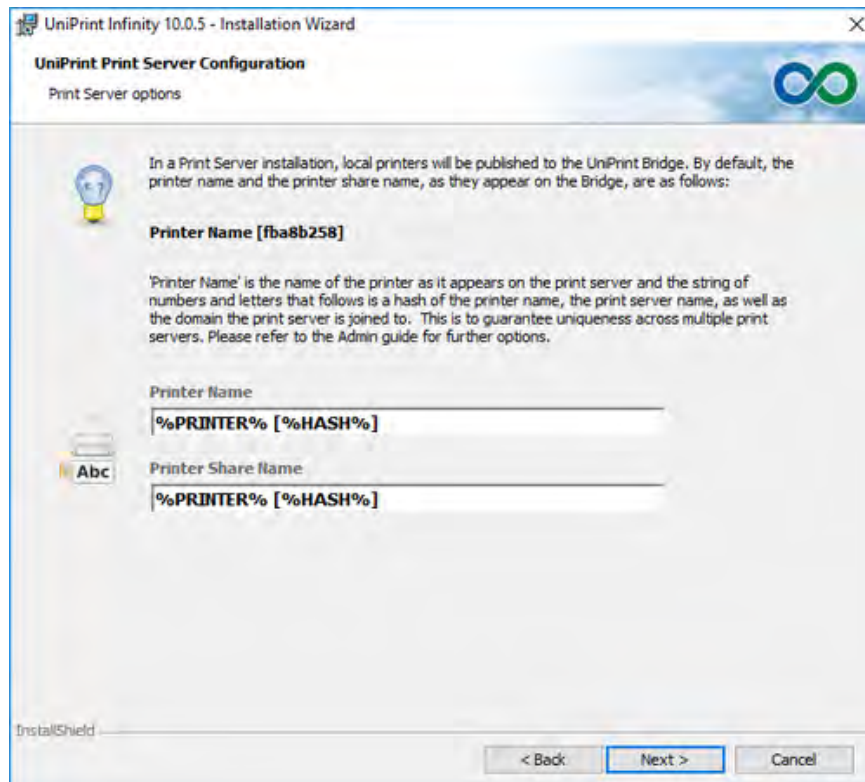 UniPrint Infinity 10.0.5 - Installation Wizard
UniPrint Print Server Configuration
Print Server options
In a Print Server installation, local printers will be published to the UniPrint Bridge. By default, the
printer name and the printer share name, as they appear on the Bridge, are as follows:
Printer Name [fba8b258]
'Printer Name' is the name of the printer as it appears on the print server and the string of
numbers and letters that follows is a hash of the printer name, the print server name, as well as
the domain the print server is joined to.  This is to guarantee uniqueness across multiple print
servers. Please refer to the Admin guide for further options.
Printer Name
%PRINTER% [%HASH%]
Abc
Printer Share Name
%PRINTER% [%HASH%]
InstallShield
< Back
Next >
Cancel